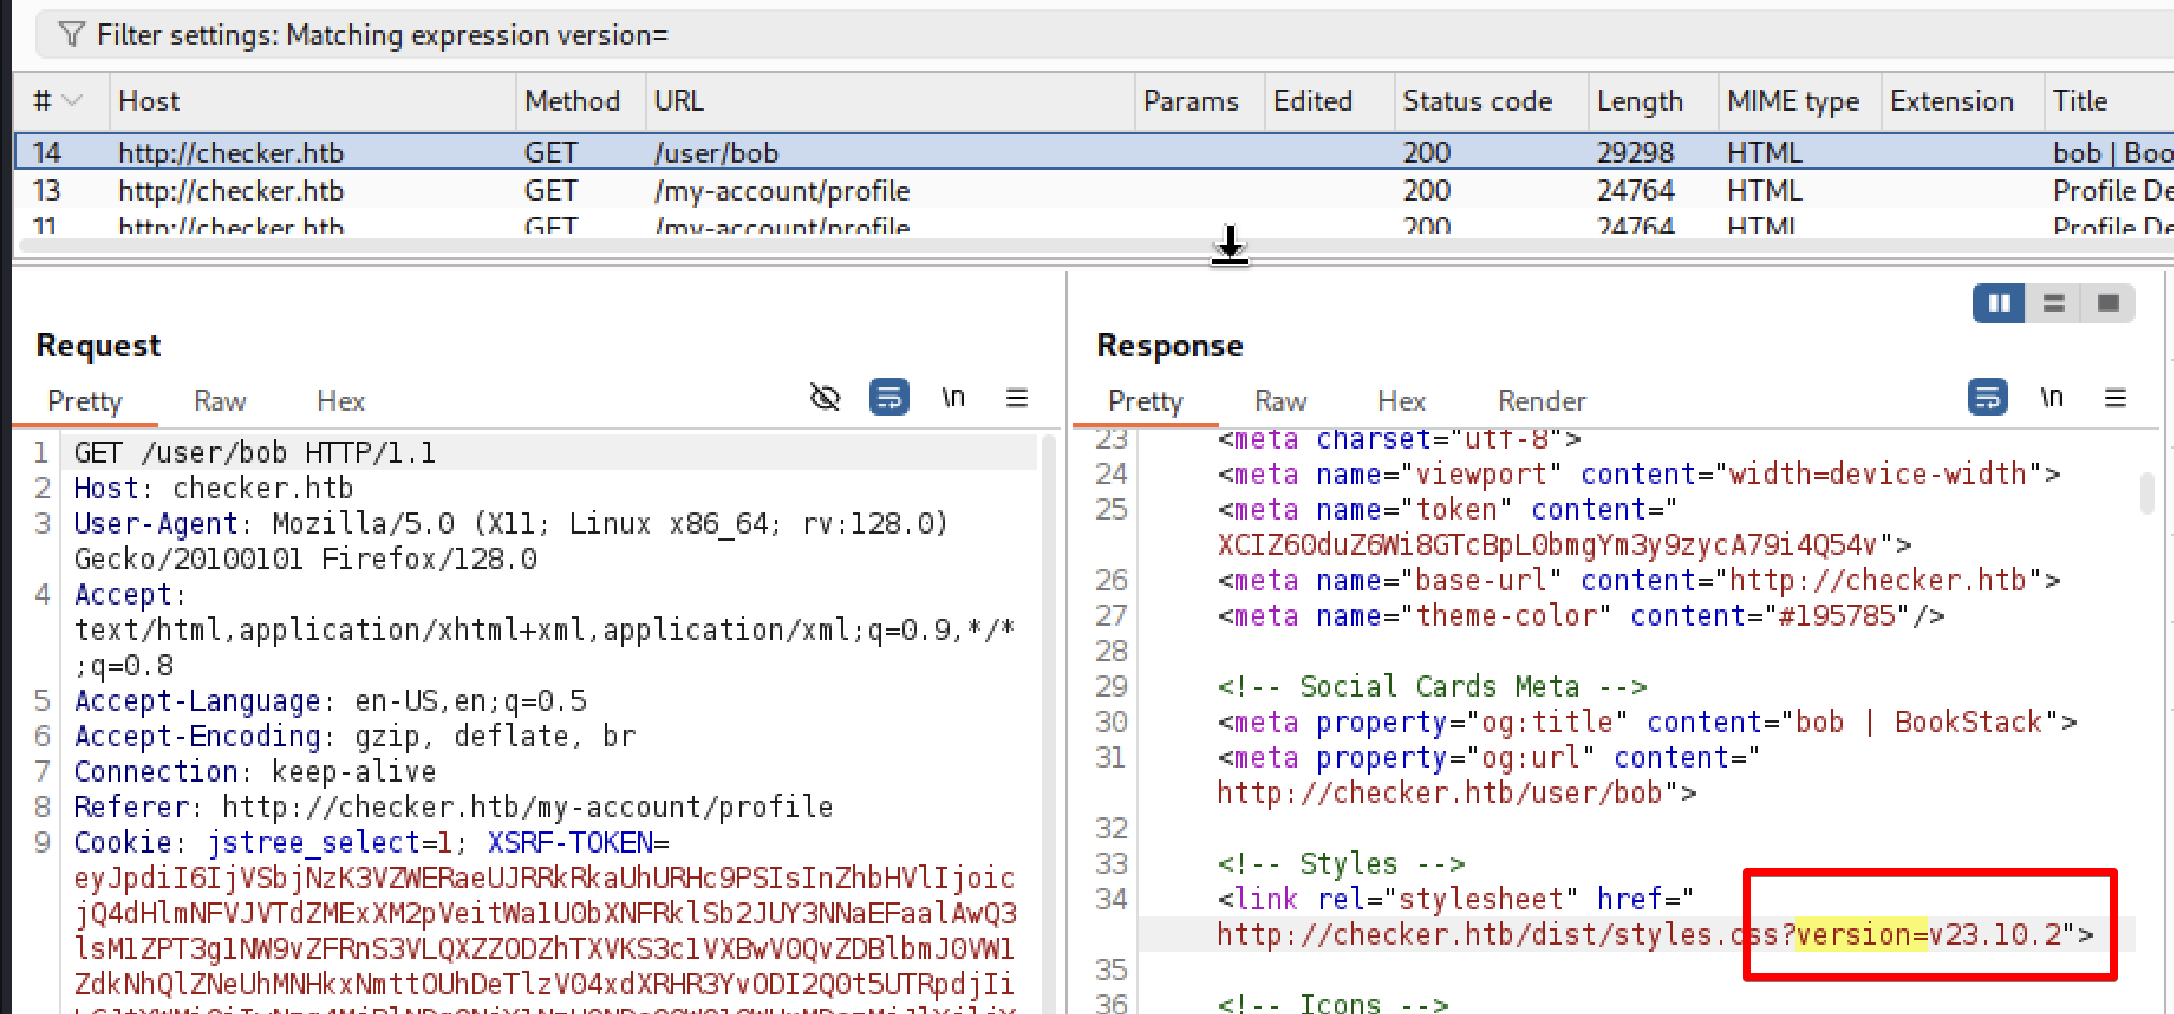 Filter settings: Matching expression version=
# Host Method URL Params Edited Status code Length MIME type Extension Title
14 http://checker.htb GET /user/bob 200 29298 HTML bob | Boo
13 http://checker.htb GET /my-account/profile 200 24764 HTML Profile De
11 http://checker.htb GET /my-account/profile 200 24764 HTML Profile De
Request
Pretty Raw Hex \n
1 GET /user/bob HTTP/1.1
2 Host: checker.htb
3 User-Agent: Mozilla/5.0 (X11; Linux x86_64; rv:128.0)
Gecko/20100101 Firefox/128.0
4 Accept:
text/html,application/xhtml+xml,application/xml;q=0.9,*/*
;q=0.8
5 Accept-Language: en-US,en;q=0.5
6 Accept-Encoding: gzip, deflate, br
7 Connection: keep-alive
8 Referer: http://checker.htb/my-account/profile
9 Cookie: jstree_select=1; XSRF-TOKEN=
Response
Pretty Raw Hex Render \n
23 <meta charset="utf-8">
24 <meta name="viewport" content="width=device-width">
25 <meta name="token" content="
XCIZ60duZ6Wi8GTcBpL0bmgYm3y9zycA79i4Q54v">
26 <meta name="base-url" content="http://checker.htb">
27 <meta name="theme-color" content="#195785"/>
28
29 <!-- Social Cards Meta -->
30 <meta property="og:title" content="bob | BookStack">
31 <meta property="og:url" content="
http://checker.htb/user/bob">
32
33 <!-- Styles -->
34 <link rel="stylesheet" href="
http://checker.htb/dist/styles.css?version=v23.10.2">
35
36 <!-- Icons -->